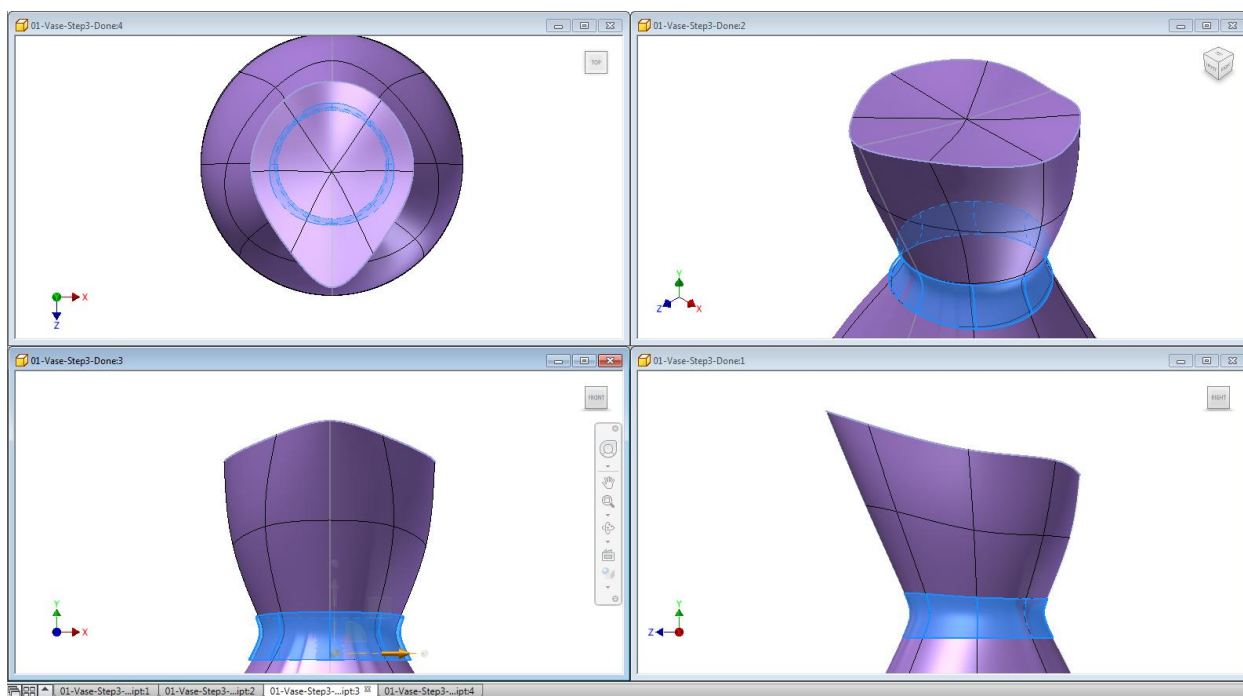 01-Vase-Step3-Done:4
TOP
X
Z
01-Vase-Step3-Done:2
Y
Z
X
01-Vase-Step3-Done:3
FRONT
Y
X
01-Vase-Step3-Done:1
RIGHT
Y
Z
01-Vase-Step3-...ipt:1
01-Vase-Step3-...ipt:2
01-Vase-Step3-...ipt:3
01-Vase-Step3-...ipt:4